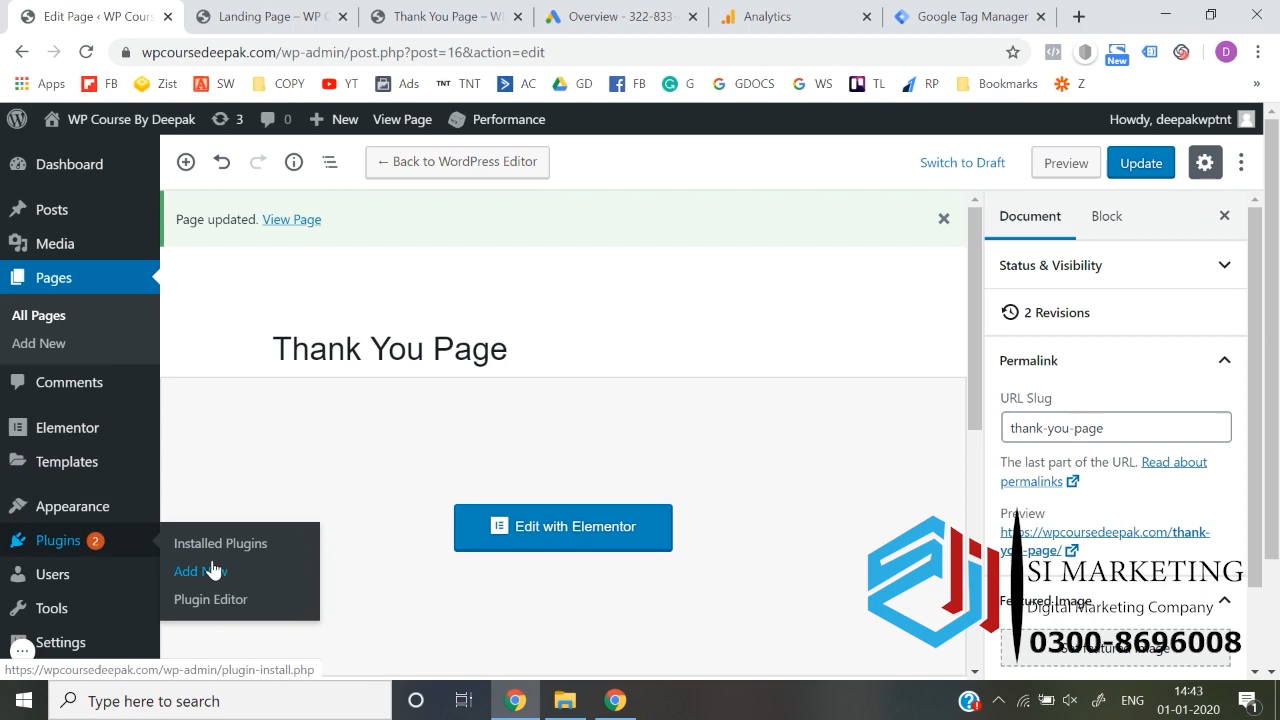 Edit Page ‹ WP Cours
Landing Page – WP C
Thank You Page – W
Overview - 322-833-
Analytics
Google Tag Manager
wpcoursedeepak.com/wp-admin/post.php?post=16&action=edit
New
D
Apps FB Zist SW COPY YT Ads TNT TNT AC GD FB G GDOCS WS TL RP Bookmarks Z »
WP Course By Deepak 3 0 New View Page Performance Howdy, deepakwptnt
Dashboard
Posts
Media
Pages
All Pages
Add New
Comments
Elementor
Templates
Appearance
Plugins 2
Users
Tools
Settings
Installed Plugins
Add New
Plugin Editor
← Back to WordPress Editor
Switch to Draft Preview Update
Page updated. View Page
Thank You Page
Edit with Elementor
Document Block
Status & Visibility
2 Revisions
Permalink
URL Slug
thank-you-page
The last part of the URL. Read about
permalinks
Preview
https://wpcoursedeepak.com/thank-
you-page/
Featured Image
SI MARKETING
Digital Marketing Company
0300-8696008
https://wpcoursedeepak.com/wp-admin/plugin-install.php
Type here to search
ENG
14:43
01-01-2020
1